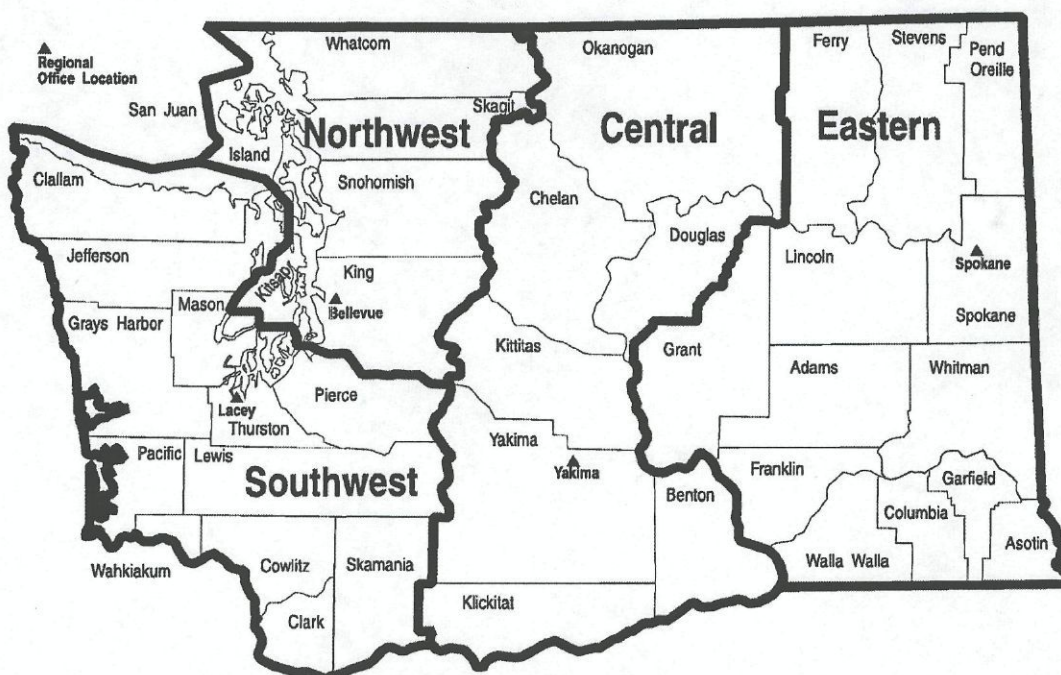 Regional
Office Location
San Juan
Whatcom
Skagit
Northwest
Island
Snohomish
Clallam
Jefferson
Kitsap
King
Bellevue
Mason
Grays Harbor
Pierce
Lacey
Thurston
Pacific
Lewis
Southwest
Wahkiakum
Cowlitz
Skamania
Clark
Okanogan
Central
Chelan
Douglas
Kittitas
Yakima
Yakima
Benton
Klickitat
Ferry
Stevens
Pend
Oreille
Eastern
Lincoln
Spokane
Spokane
Grant
Adams
Whitman
Franklin
Garfield
Columbia
Walla Walla
Asotin